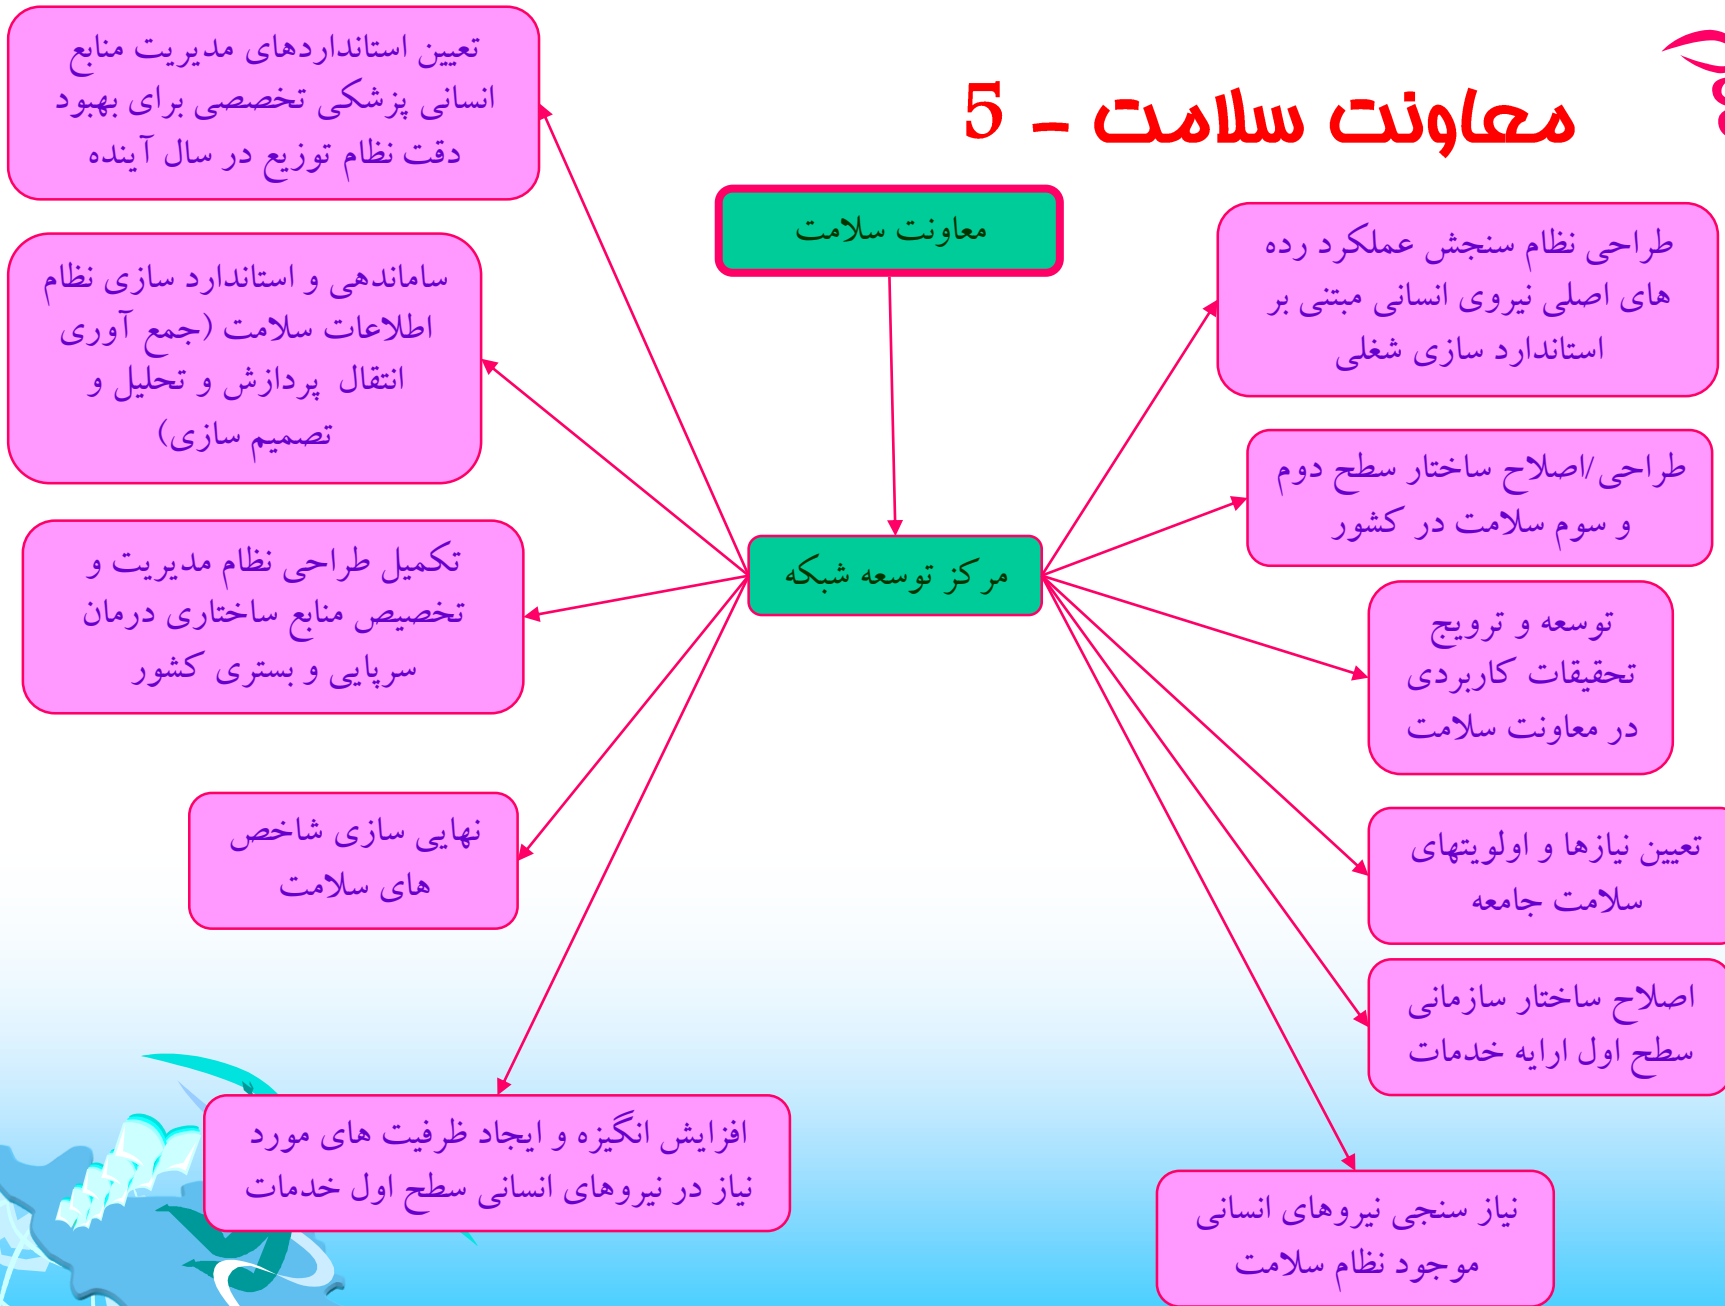 معاونت سلامت - 5
معاونت سلامت
مرکز توسعه شبکه
طراحی نظام سنجش عملکرد رده
های اصلی نیروی انسانی مبتنی بر
استاندارد سازی شغلی
طراحی/اصلاح ساختار سطح دوم
و سوم سلامت در کشور
توسعه و ترویج
تحقیقات کاربردی
در معاونت سلامت
تعیین نیازها و اولویتهای
سلامت جامعه
اصلاح ساختار سازمانی
سطح اول ارایه خدمات
نیاز سنجی نیروهای انسانی
موجود نظام سلامت
تعیین استانداردهای مدیریت منابع
انسانی پزشکی تخصصی برای بهبود
دقت نظام توزیع در سال آینده
ساماندهی و استاندارد سازی نظام
اطلاعات سلامت (جمع آوری
انتقال پردازش و تحلیل و
تصمیم سازی)
تکمیل طراحی نظام مدیریت و
تخصیص منابع ساختاری درمان
سرپایی و بستری کشور
نهایی سازی شاخص
های سلامت
افزایش انگیزه و ایجاد ظرفیت های مورد
نیاز در نیروهای انسانی سطح اول خدمات